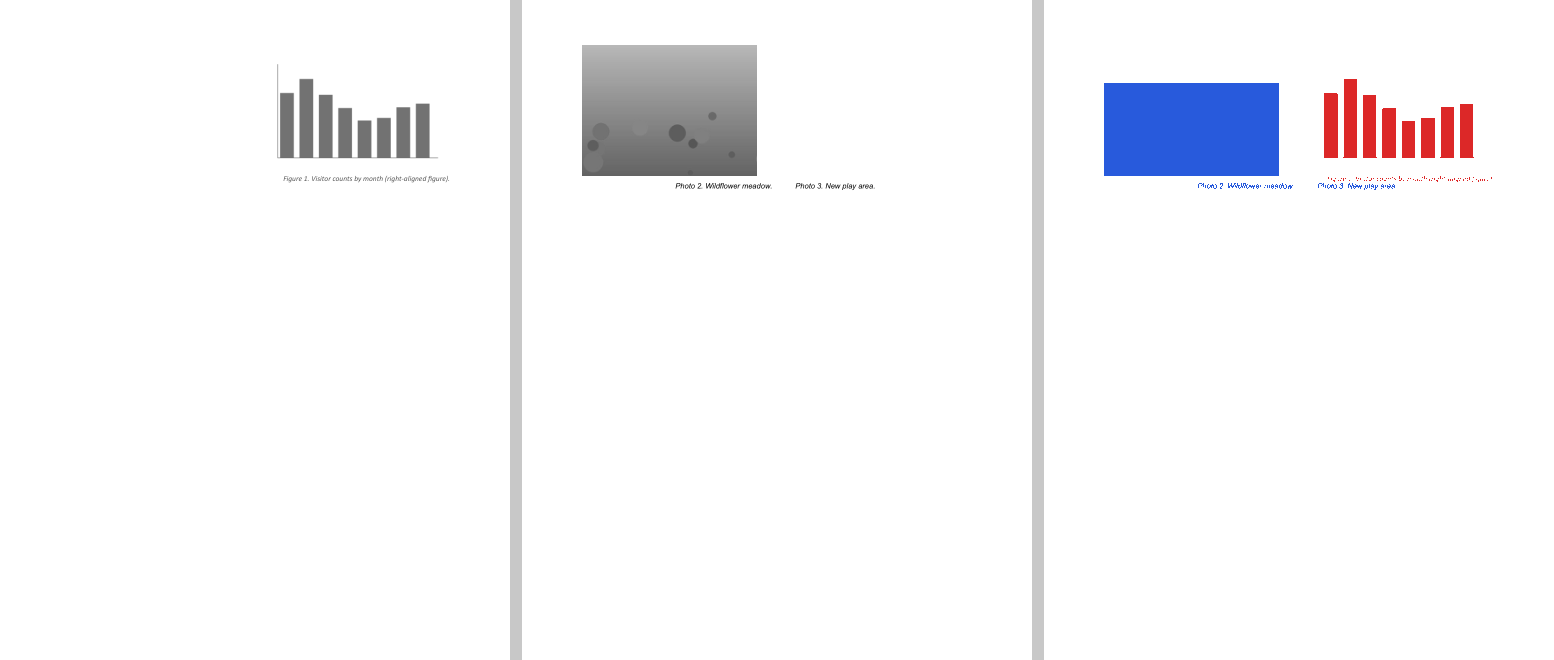 Figure 1. Visitor counts by month (right-aligned figure).
Photo 2. Wildflower meadow. Photo 3. New play area.
Photo 2 Wildflower meadow Photo 3 New play area